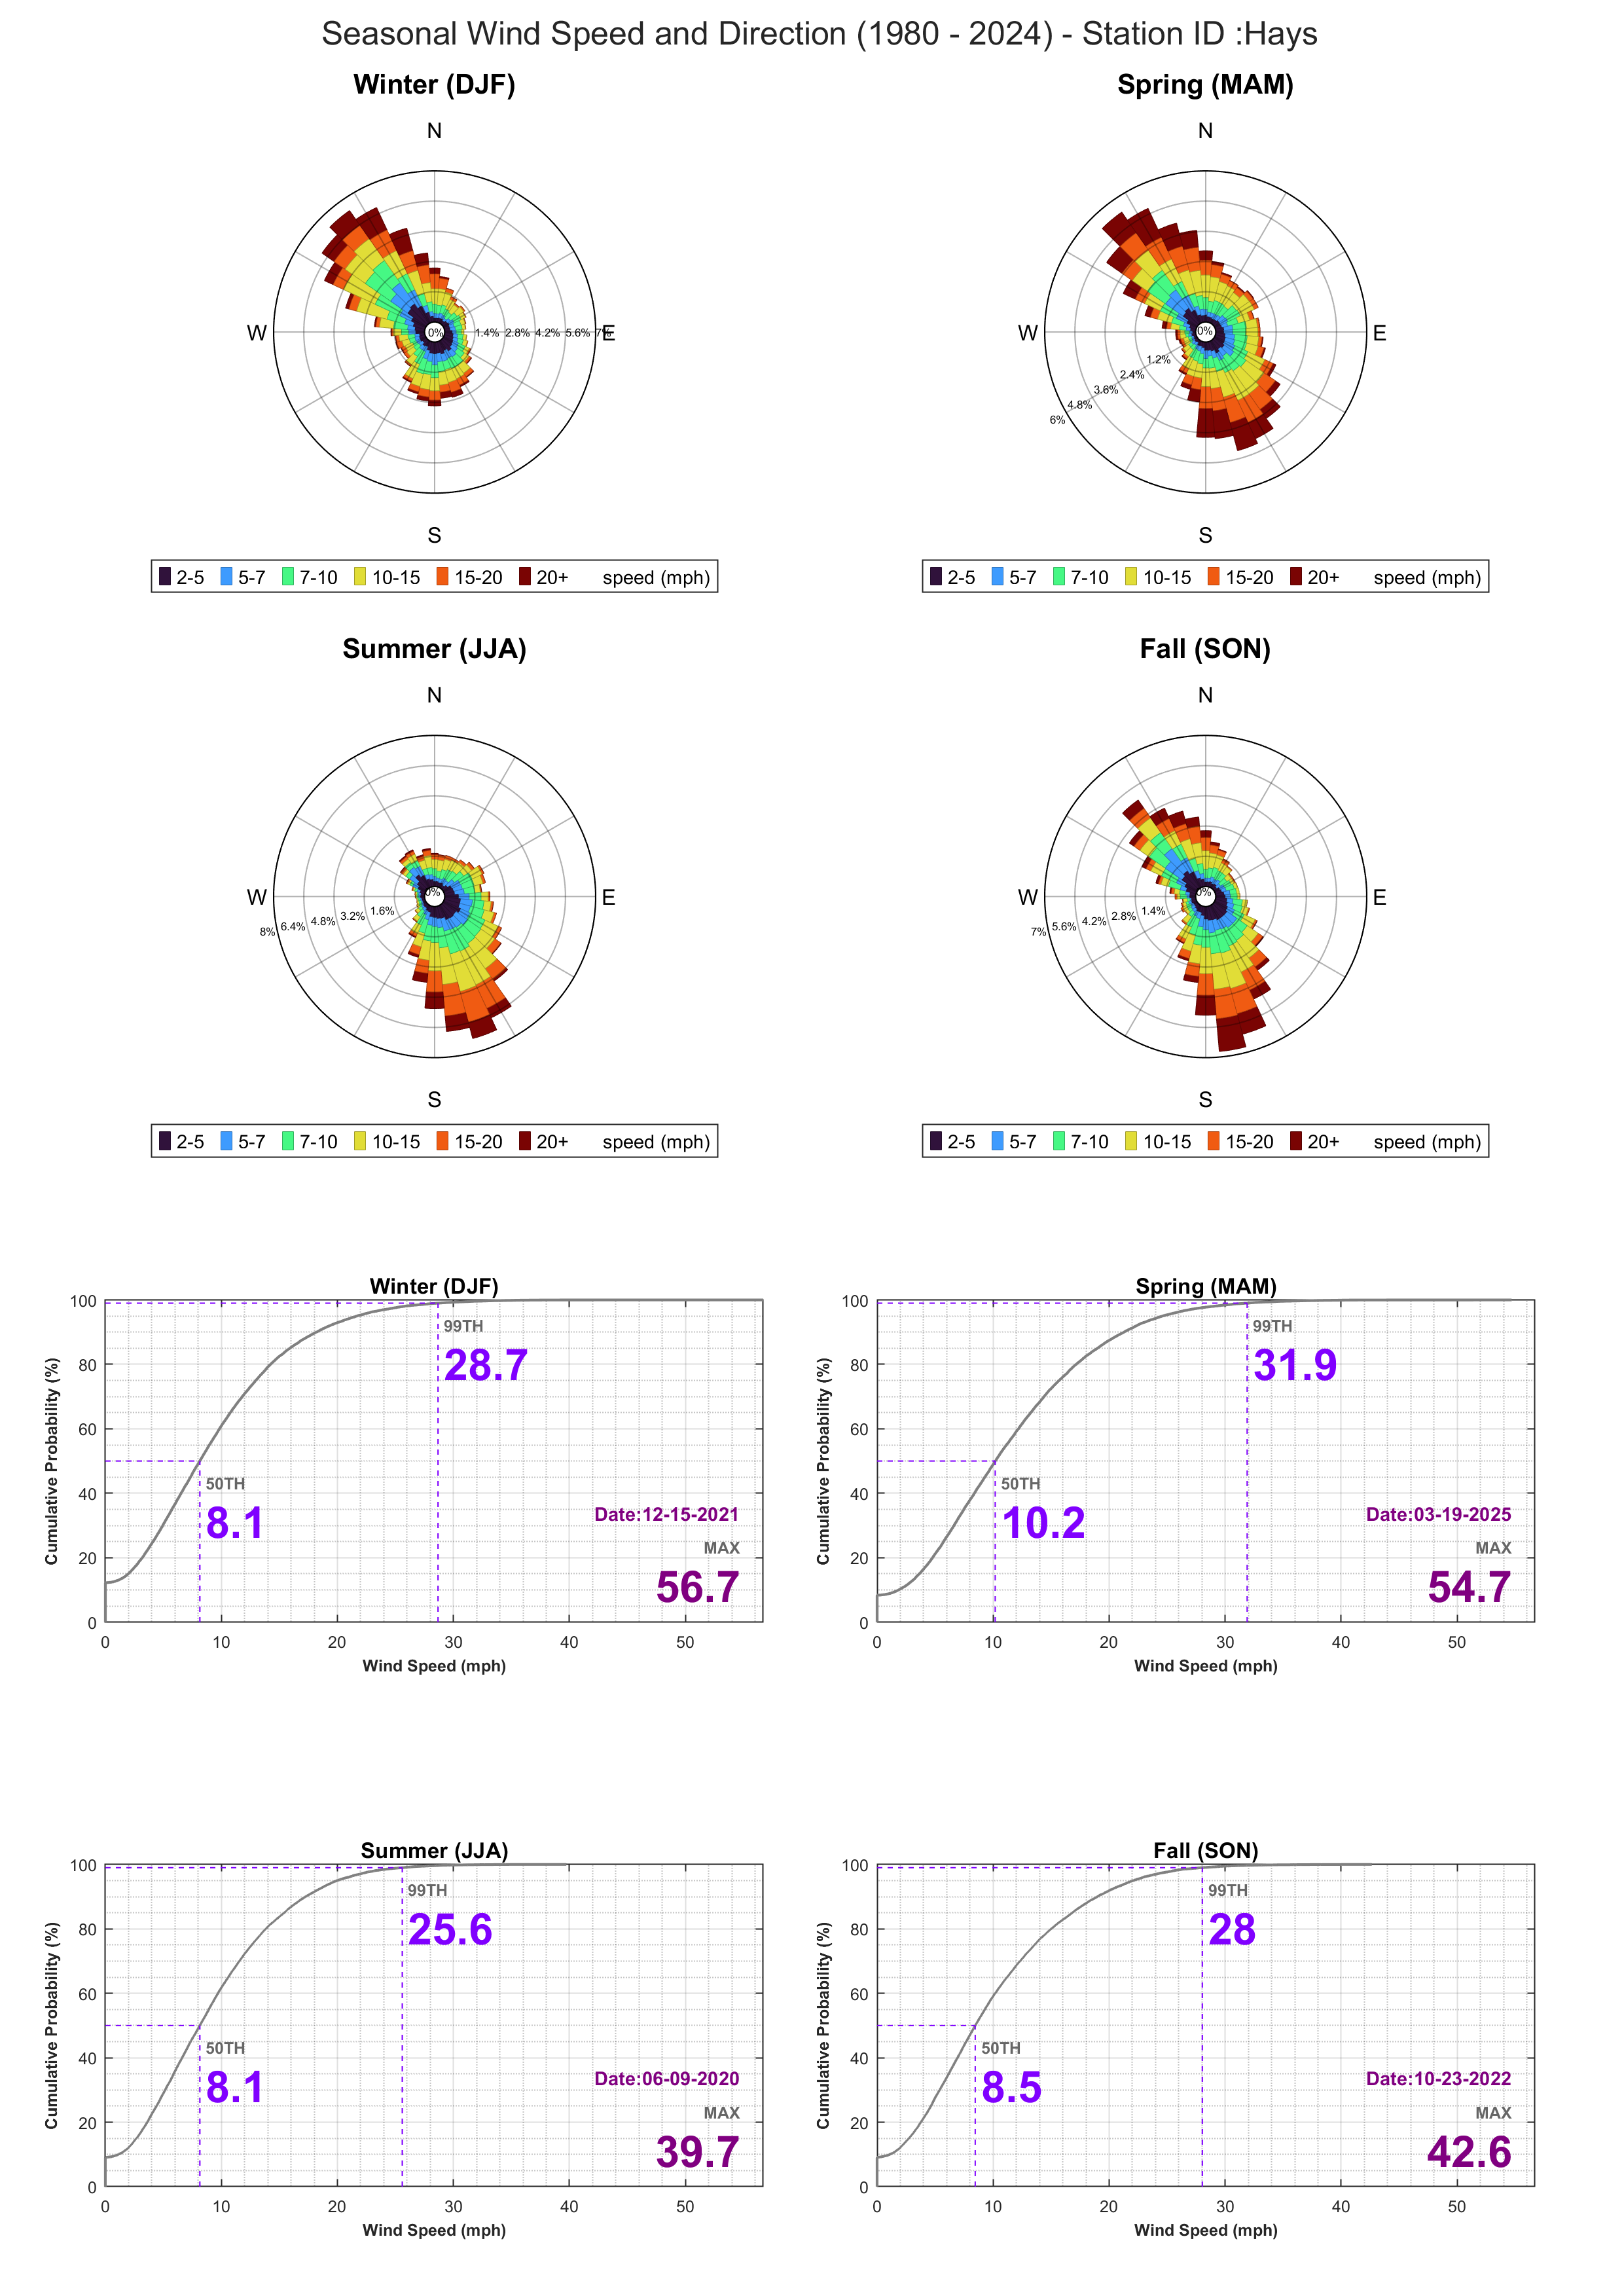 Seasonal Wind Speed and Direction (1980 - 2024) - Station ID :Hays
Winter (DJF)
N
W
0% 1.4% 2.8% 4.2% 5.6% 7%
E
S
2-5 5-7 7-10 10-15 15-20 20+ speed (mph)
Spring (MAM)
N
W
0%
1.2%
2.4%
3.6%
4.8%
6%
E
S
2-5 5-7 7-10 10-15 15-20 20+ speed (mph)
Summer (JJA)
N
W
0%
1.6%
3.2%
4.8%
6.4%
8%
E
S
2-5 5-7 7-10 10-15 15-20 20+ speed (mph)
Fall (SON)
N
W
0%
1.4%
2.8%
4.2%
5.6%
7%
E
S
2-5 5-7 7-10 10-15 15-20 20+ speed (mph)
Winter (DJF)
Cumulative Probability (%)
100
80
60
40
20
0
99TH
28.7
50TH
8.1
Date:12-15-2021
MAX
56.7
0 10 20 30 40 50
Wind Speed (mph)
Spring (MAM)
Cumulative Probability (%)
100
80
60
40
20
0
99TH
31.9
50TH
10.2
Date:03-19-2025
MAX
54.7
0 10 20 30 40 50
Wind Speed (mph)
Summer (JJA)
Cumulative Probability (%)
100
80
60
40
20
0
99TH
25.6
50TH
8.1
Date:06-09-2020
MAX
39.7
0 10 20 30 40 50
Wind Speed (mph)
Fall (SON)
Cumulative Probability (%)
100
80
60
40
20
0
99TH
28
50TH
8.5
Date:10-23-2022
MAX
42.6
0 10 20 30 40 50
Wind Speed (mph)